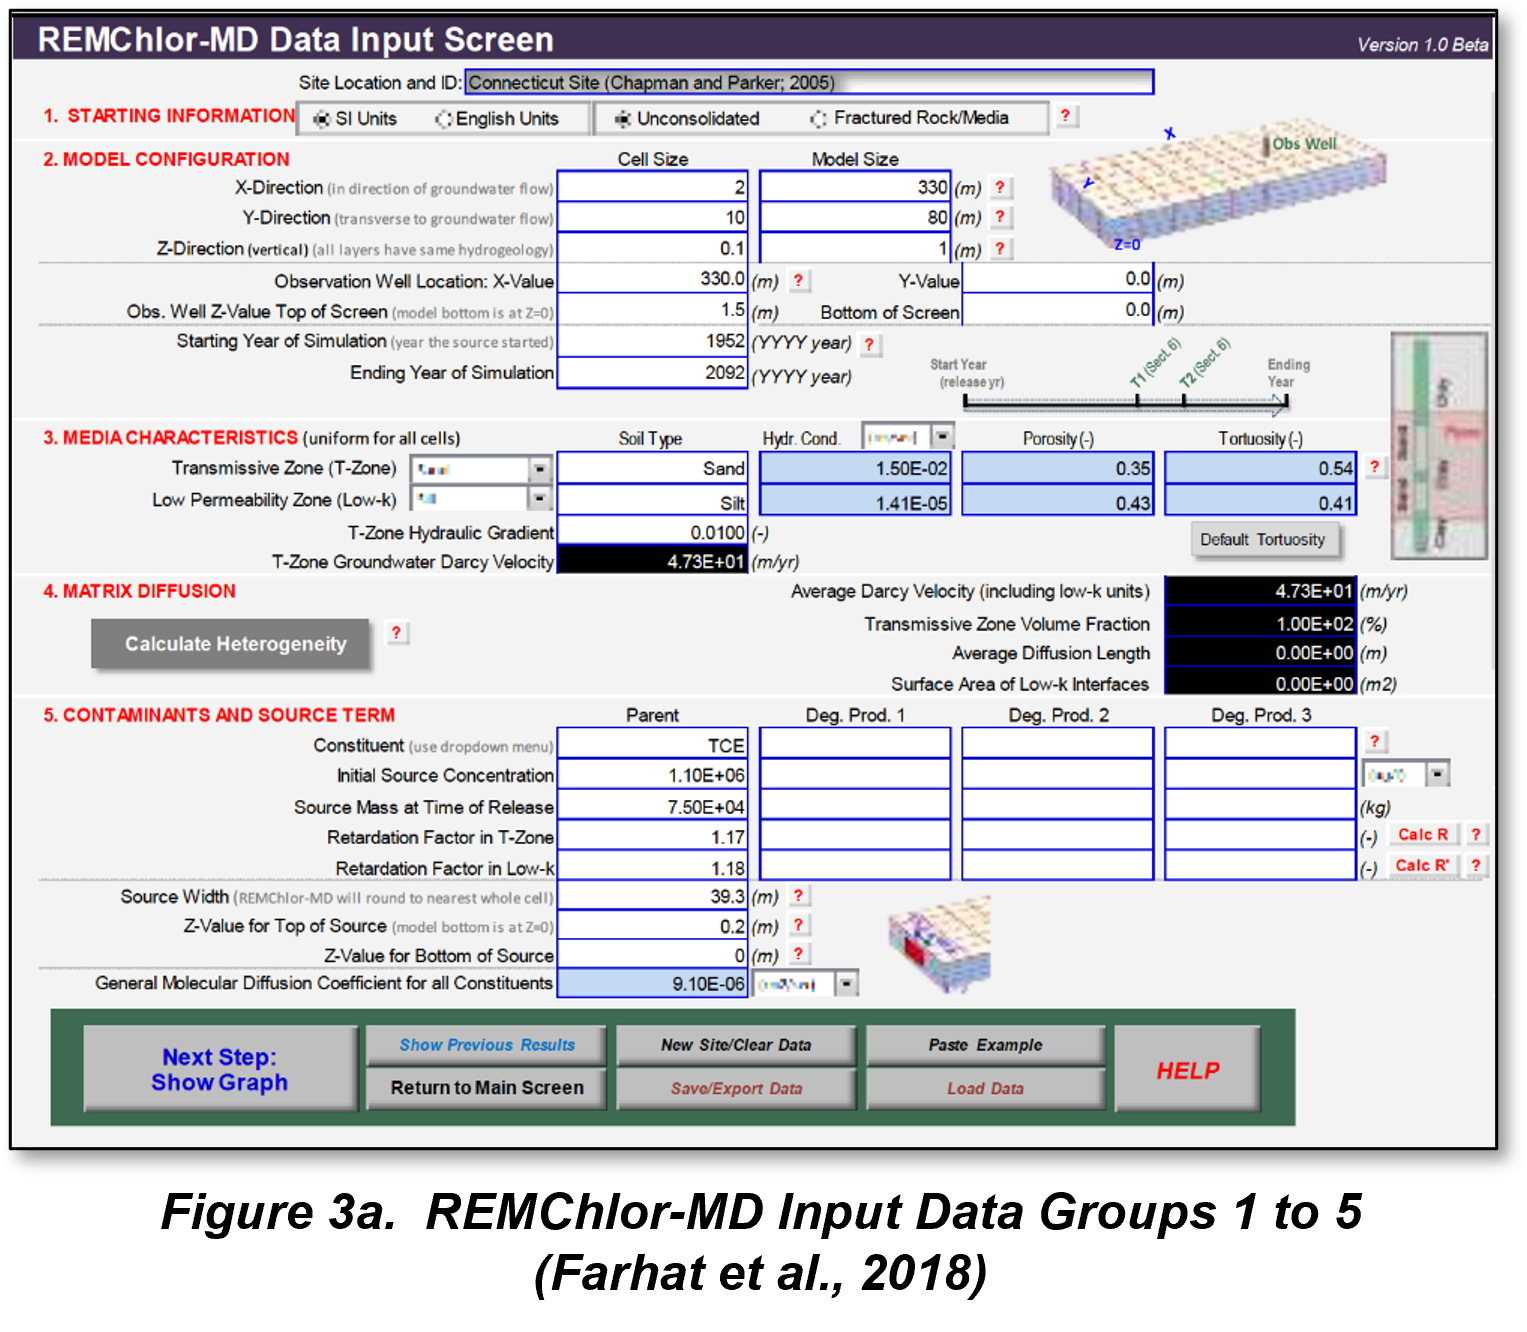 REMChlor-MD Data Input Screen
Version 1.0 Beta
Site Location and ID: Connecticut Site (Chapman and Parker; 2005)
1. STARTING INFORMATION SI Units English Units Unconsolidated Fractured Rock/Media ?
2. MODEL CONFIGURATION Cell Size Model Size
X-Direction (in direction of groundwater flow) 2 330 (m) ?
Y-Direction (transverse to groundwater flow) 10 80 (m) ?
Z-Direction (vertical) (all layers have same hydrogeology) 0.1 1 (m) ?
X
Obs Well
Y
Z=0
Observation Well Location: X-Value 330.0 (m) ? Y-Value 0.0 (m)
Obs. Well Z-Value Top of Screen (model bottom is at Z=0) 1.5 (m) Bottom of Screen 0.0 (m)
Starting Year of Simulation (year the source started) 1952 (YYYY year) ?
Ending Year of Simulation 2092 (YYYY year)
Start Year
(release yr)
T1 (Sect. 6)
T2 (Sect. 6)
Ending
Year
3. MEDIA CHARACTERISTICS (uniform for all cells) Soil Type Hydr. Cond. Porosity (-) Tortuosity (-)
Transmissive Zone (T-Zone) Sand 1.50E-02 0.35 0.54 ?
Low Permeability Zone (Low-k) Silt 1.41E-05 0.43 0.41
T-Zone Hydraulic Gradient 0.0100 (-)
Default Tortuosity
T-Zone Groundwater Darcy Velocity 4.73E+01 (m/yr)
4. MATRIX DIFFUSION
Calculate Heterogeneity ?
Average Darcy Velocity (including low-k units) 4.73E+01 (m/yr)
Transmissive Zone Volume Fraction 1.00E+02 (%)
Average Diffusion Length 0.00E+00 (m)
Surface Area of Low-k Interfaces 0.00E+00 (m2)
5. CONTAMINANTS AND SOURCE TERM Parent Deg. Prod. 1 Deg. Prod. 2 Deg. Prod. 3
Constituent (use dropdown menu) TCE ?
Initial Source Concentration 1.10E+06
Source Mass at Time of Release 7.50E+04 (kg)
Retardation Factor in T-Zone 1.17 (-) Calc R ?
Retardation Factor in Low-k 1.18 (-) Calc R' ?
Source Width (REMChlor-MD will round to nearest whole cell) 39.3 (m) ?
Z-Value for Top of Source (model bottom is at Z=0) 0.2 (m) ?
Z-Value for Bottom of Source 0 (m) ?
General Molecular Diffusion Coefficient for all Constituents 9.10E-06
Next Step:
Show Graph
Show Previous Results
Return to Main Screen
New Site/Clear Data
Save/Export Data
Paste Example
Load Data
HELP
Figure 3a. REMChlor-MD Input Data Groups 1 to 5
(Farhat et al., 2018)